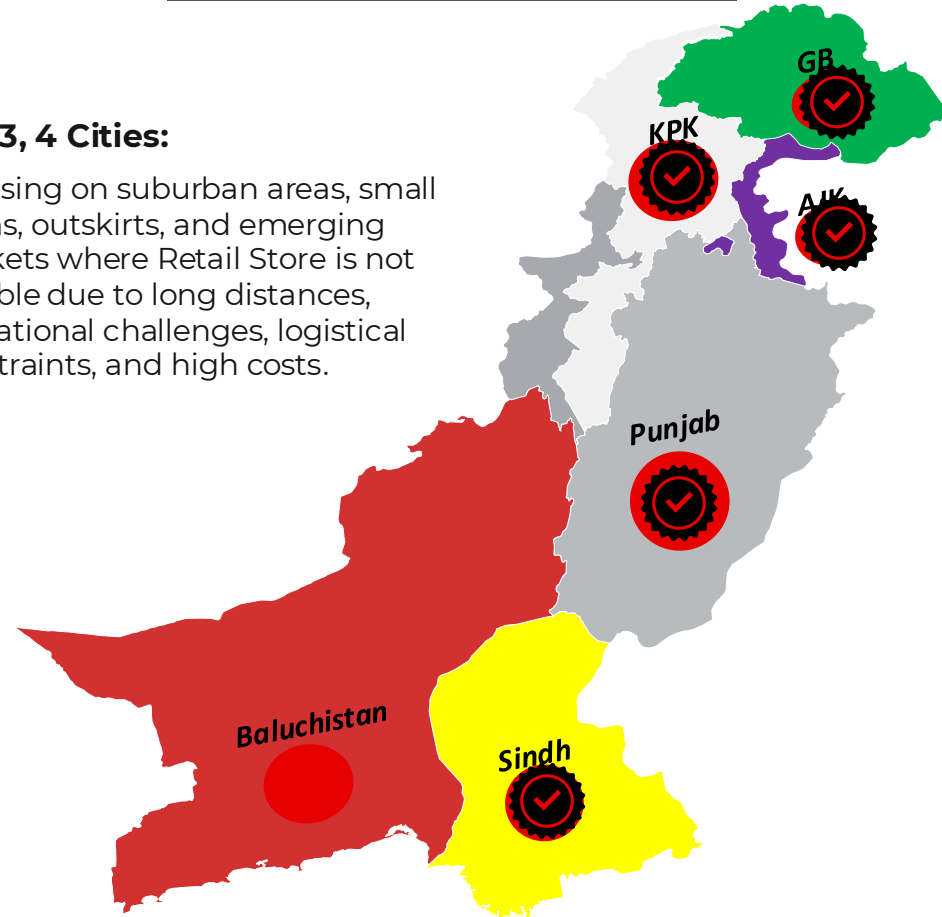 3, 4 Cities:
sing on suburban areas, small
s, outskirts, and emerging
kets where Retail Store is not
ble due to long distances,
ational challenges, logistical
traints, and high costs.
GB
KPK
AJK
Punjab
Baluchistan
Sindh